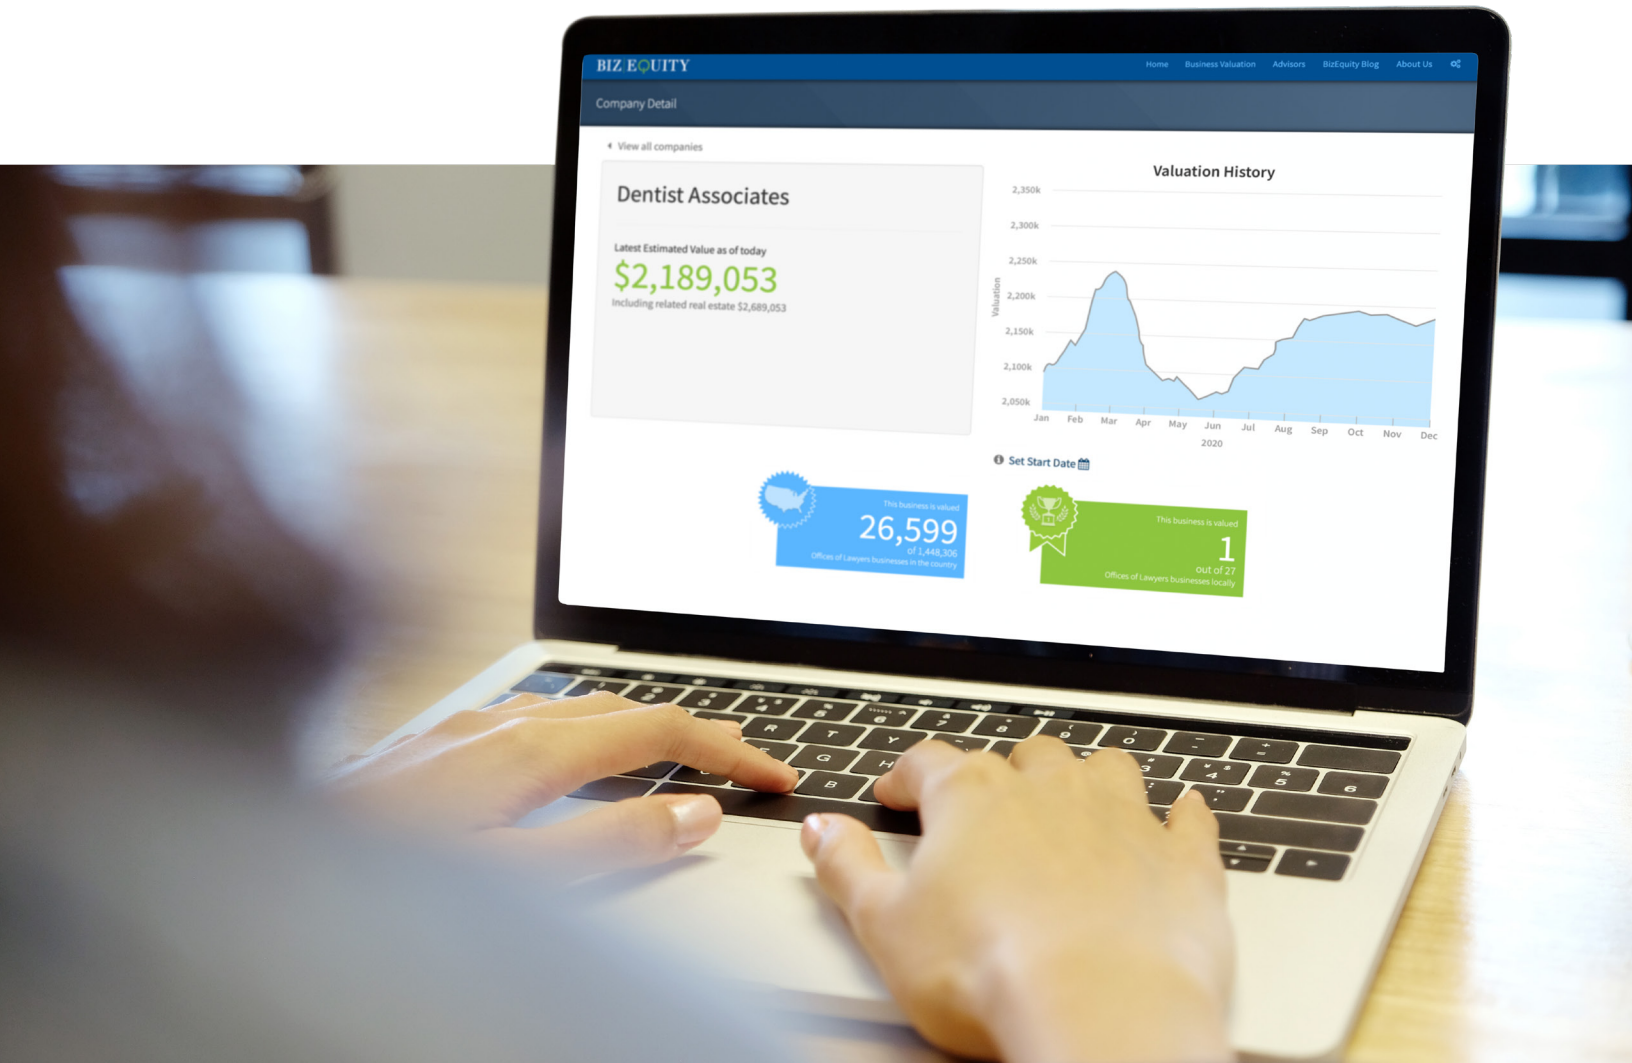 BIZ EQUITY
Home Business Valuation Advisors BizEquity Blog About Us
Company Detail
View all companies
Dentist Associates
Latest Estimated Value as of today
$2,189,053
Including related real estate $2,689,053
Valuation History
2,350k
2,300k
2,250k
2,200k
2,150k
2,100k
2,050k
Valuation
Jan Feb Mar Apr May Jun Jul Aug Sep Oct Nov Dec
2020
Set Start Date
This business is valued
26,599
of 1,448,306
Offices of Lawyers businesses in the country
This business is valued
1
out of 27
Offices of Lawyers businesses locally
R T Y
G H
B